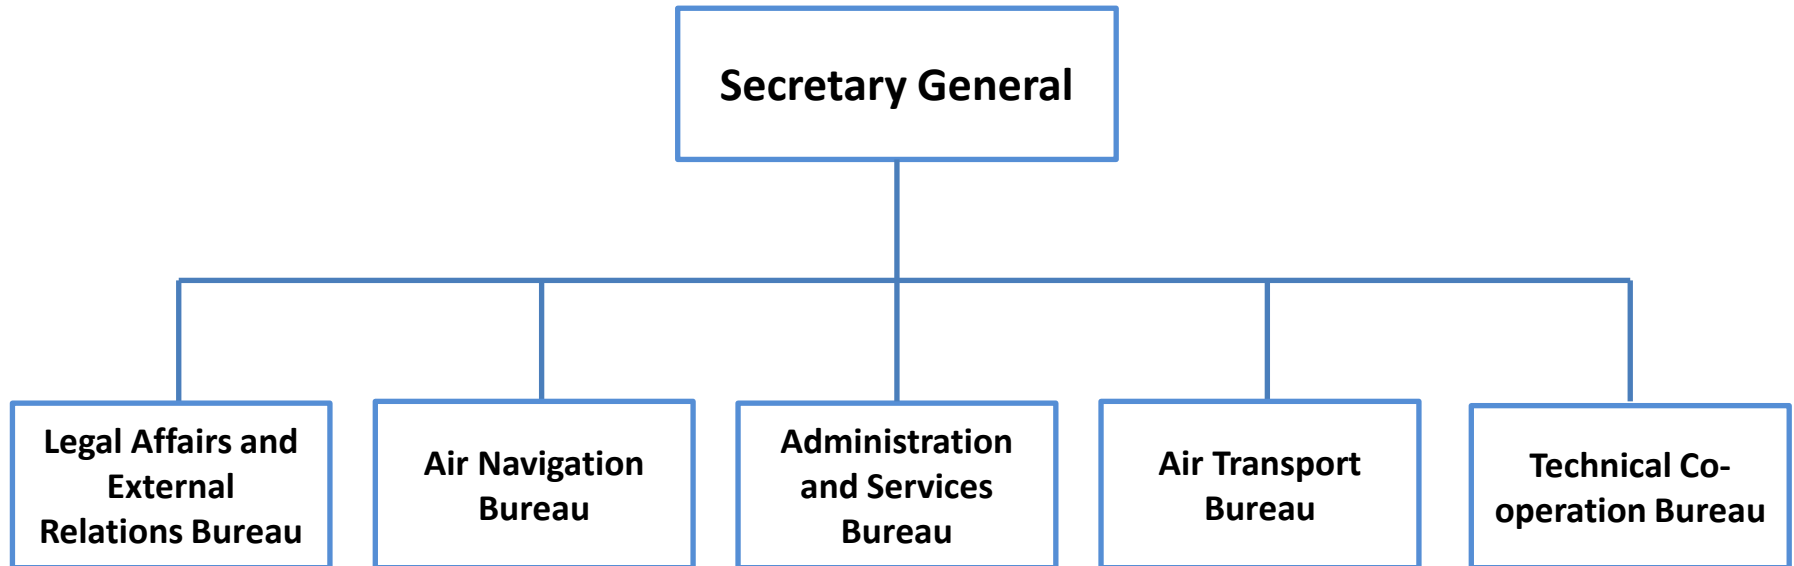 Secretary General
Legal Affairs and
External
Relations Bureau
Air Navigation
Bureau
Administration
and Services
Bureau
Air Transport
Bureau
Technical Co-
operation Bureau